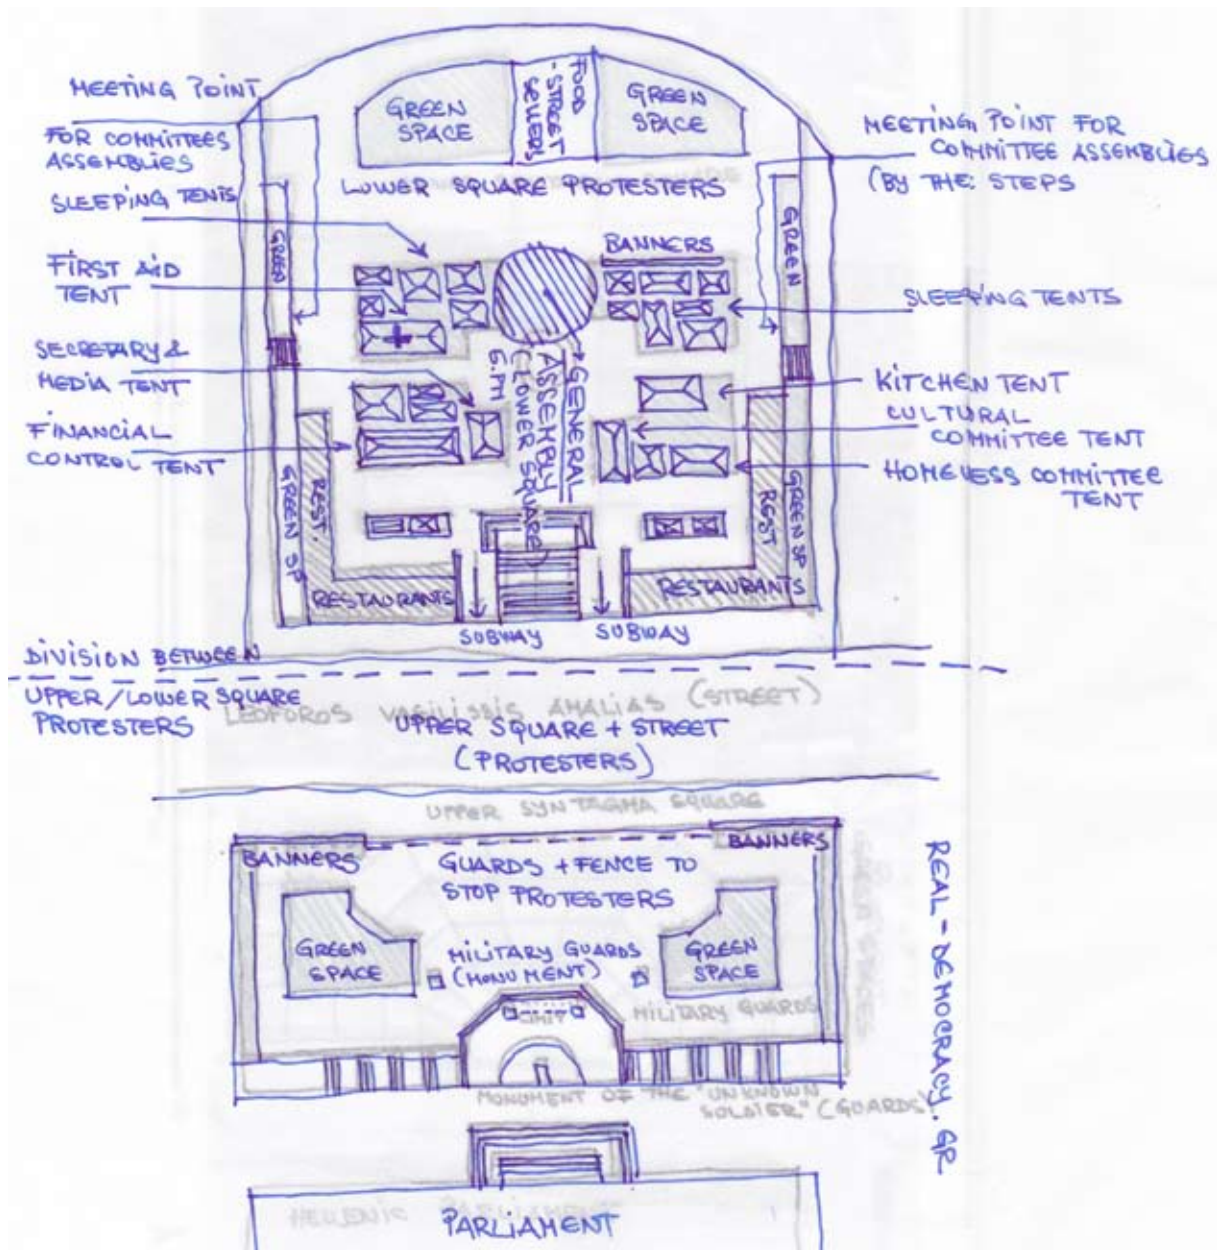 MEETING POINT
FOR COMMITTEES
ASSEMBLIES
SLEEPING TENTS
FIRST AID
TENT
SECRETARY &
MEDIA TENT
FINANCIAL
CONTROL TENT
GREEN
SPACE
FOOD
-STREET
SELLERS
GREEN
SPACE
LOWER SQUARE PROTESTERS
MEETING POINT FOR
COMMITTEE ASSEMBLIES
(BY THE STEPS
GREEN
BANNERS
GREEN
SLEEPING TENTS
KITCHEN TENT
CULTURAL
COMMITTEE TENT
HOMELESS COMMITTEE
TENT
GENERAL
ASSEMBLY
(LOWER SQUARE)
6.PM
GREEN SP
REST.
RESTAURANTS
REST
GREEN SP
RESTAURANTS
SUBWAY
SUBWAY
DIVISION BETWEEN
UPPER/LOWER SQUARE
PROTESTERS
LEOFOROS VASILISSIS AMALIAS (STREET)
UPPER SQUARE + STREET
(PROTESTERS)
UPPER SYNTAGMA SQUARE
BANNERS
BANNERS
GUARDS + FENCE TO
STOP PROTESTERS
GREEN
SPACE
MILITARY GUARDS
(MONUMENT)
GREEN
SPACE
MILITARY GUARDS
MONUMENT OF THE "UNKNOWN
SOLDIER" (GUARDS)
REAL-DEMOCRACY.GR
HELLENIC PARLIAMENT
PARLIAMENT